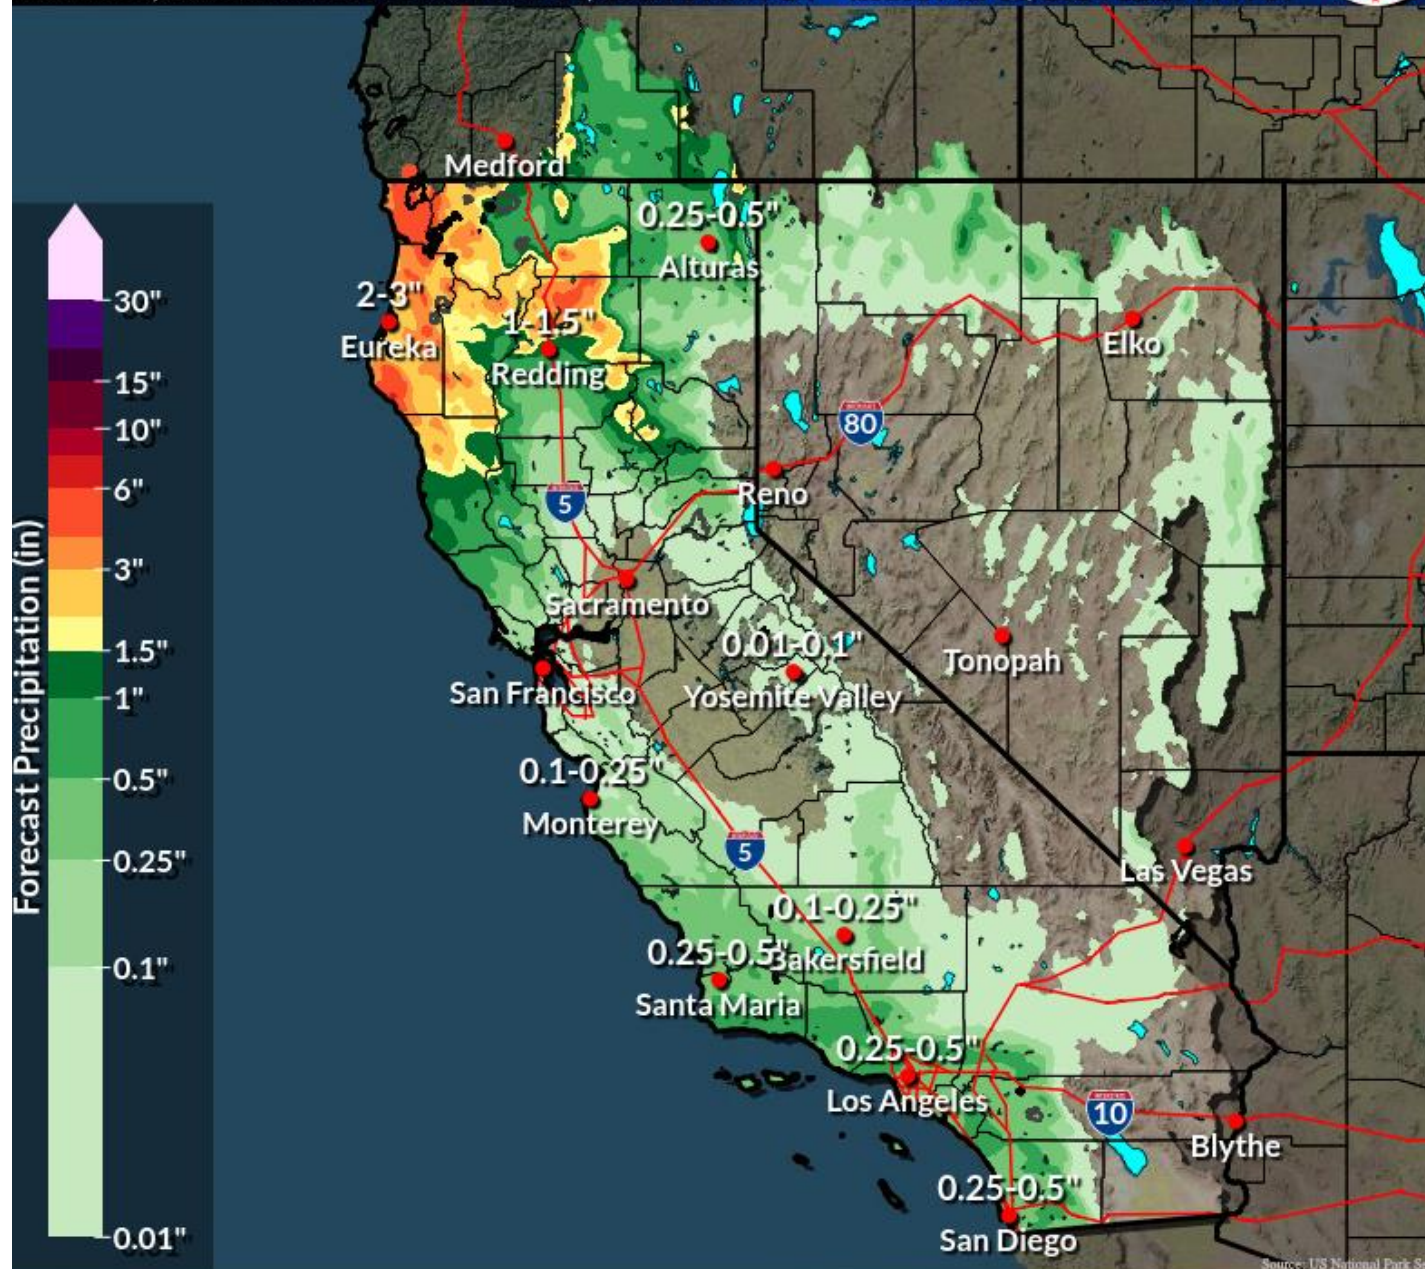 Medford
0.25-0.5"
Alturas
2-3"
Eureka
1-1.5"
Redding
Elko
80
Reno
5
Sacramento
0.01-0.1"
Yosemite Valley
Tonopah
San Francisco
0.1-0.25"
Monterey
5
Las Vegas
0.1-0.25"
Bakersfield
0.25-0.5"
Santa Maria
0.25-0.5"
Los Angeles
10
Blythe
0.25-0.5"
San Diego
Forecast Precipitation (in)
30"
15"
10"
6"
3"
1.5"
1"
0.5"
0.25"
0.1"
0.01"
Source: US National Park